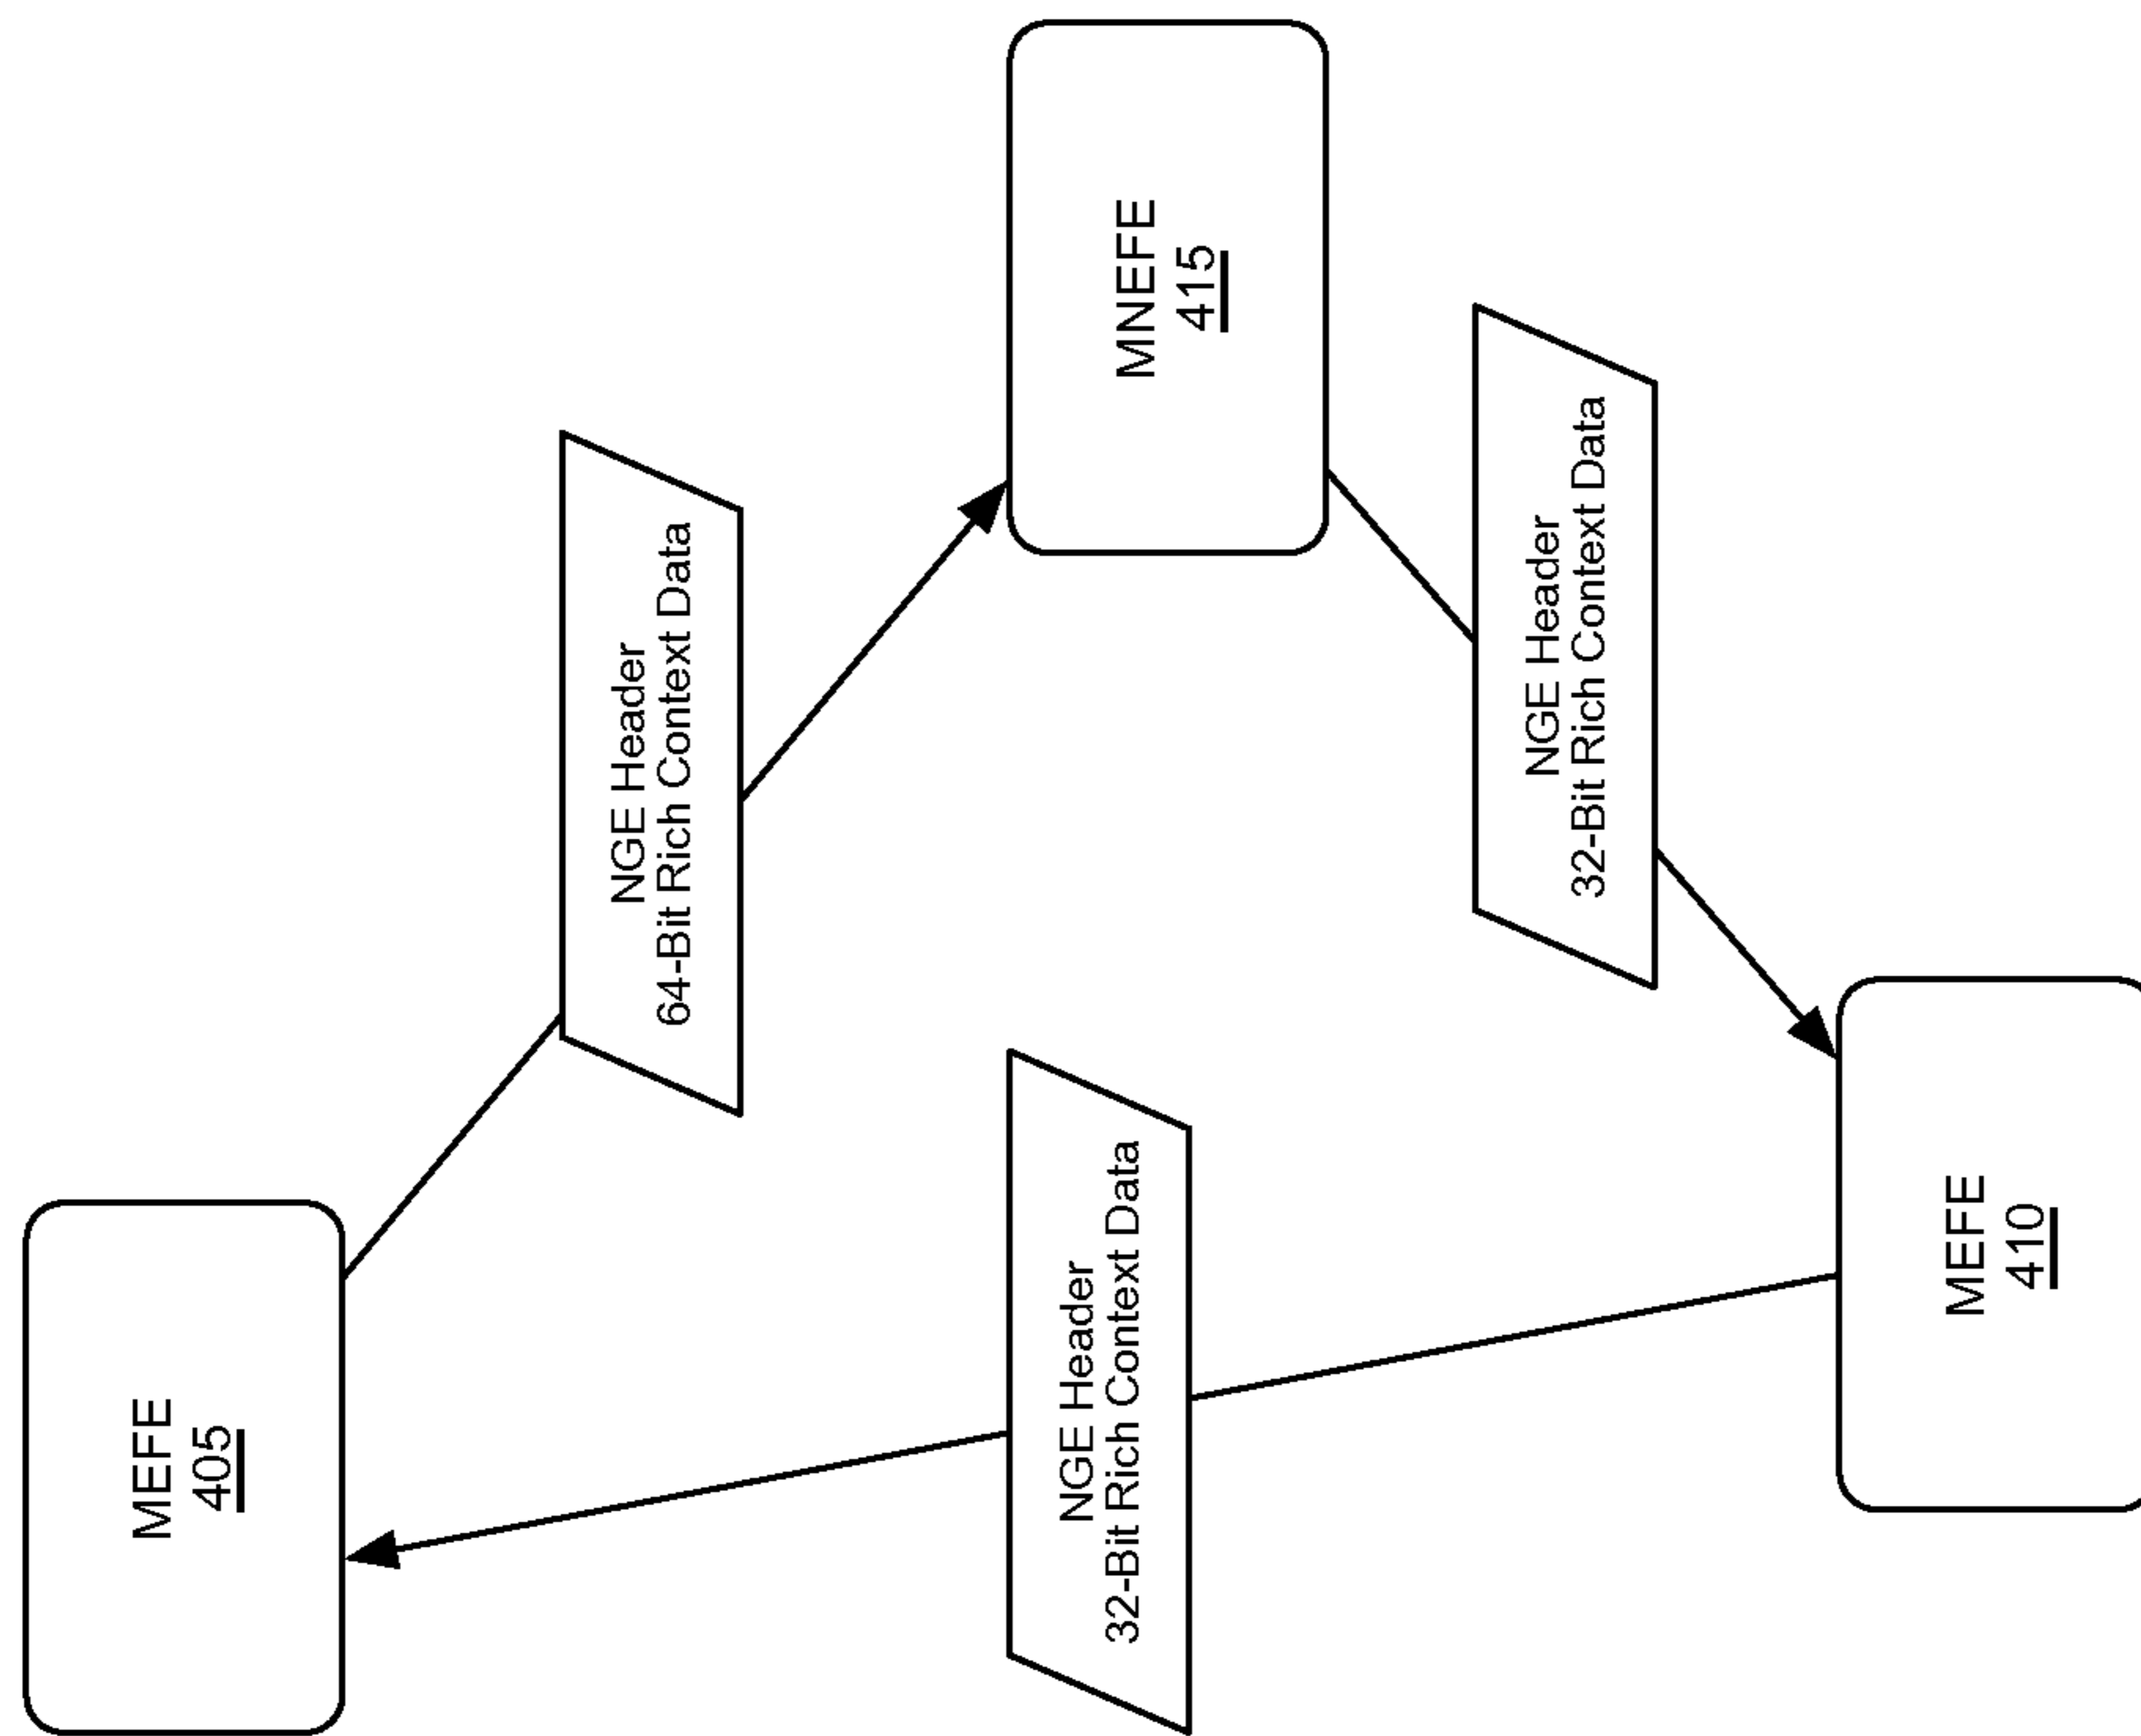 MEFE
405
NGE Header
64-Bit Rich Context Data
NGE Header
32-Bit Rich Context Data
MNEFE
415
NGE Header
32-Bit Rich Context Data
MEFE
410